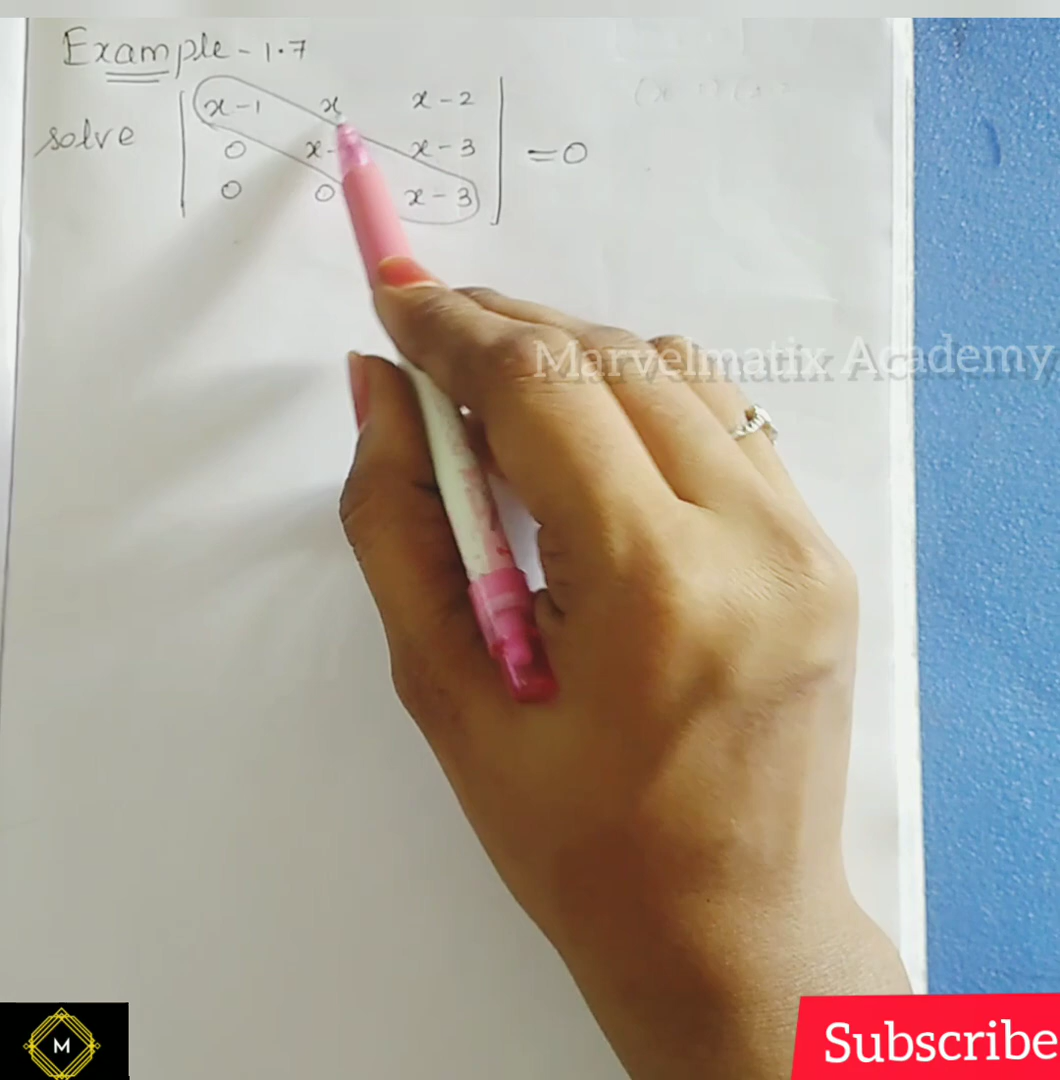 Example - 1.7
solve | x-1 x x-2 |
| 0 x- x-3 | =0
| 0 0 x-3 |
Marvelmatix Academy
M
Subscribe